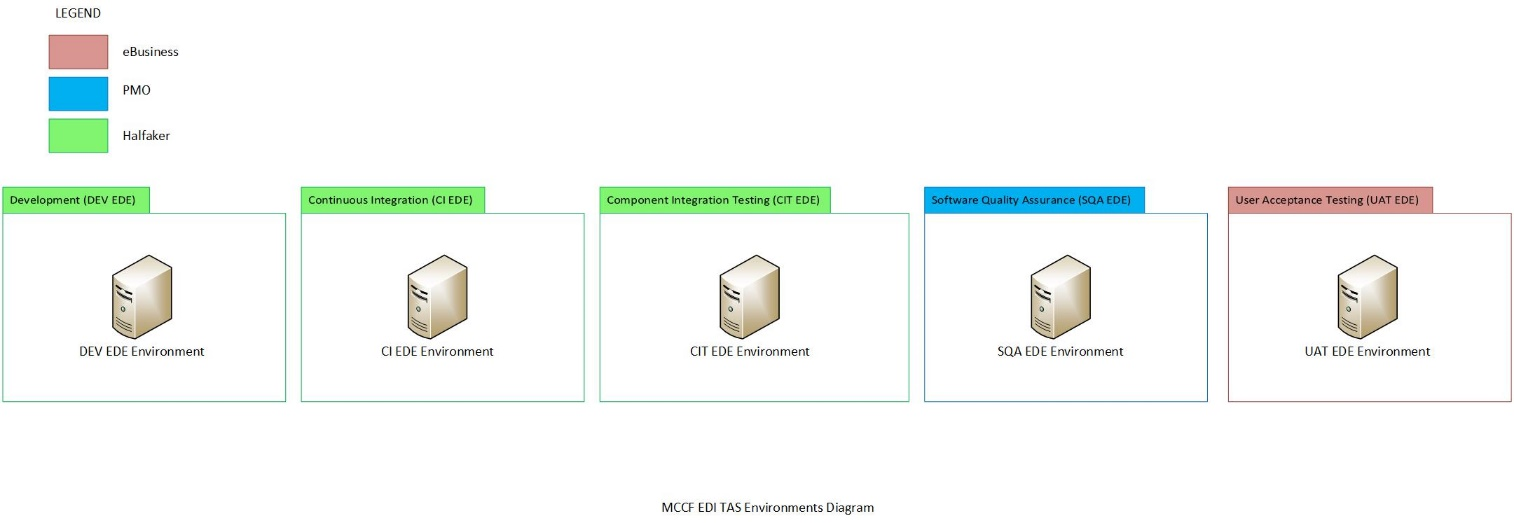 LEGEND
eBusiness
PMO
Halfaker
Development (DEV EDE)
Continuous Integration (CI EDE)
Component Integration Testing (CIT EDE)
Software Quality Assurance (SQA EDE)
User Acceptance Testing (UAT EDE)
DEV EDE Environment
CI EDE Environment
CIT EDE Environment
SQA EDE Environment
UAT EDE Environment
MCCF EDI TAS Environments Diagram